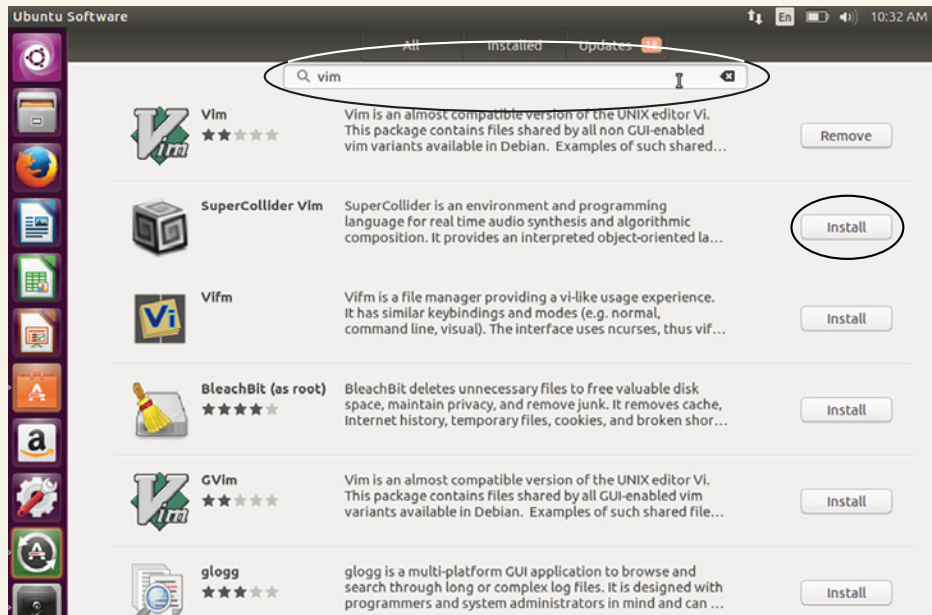 Ubuntu Software
En
10:32 AM
All Installed Updates 18
vim
Vim
Vim is an almost compatible version of the UNIX editor Vi.
This package contains files shared by all non GUI-enabled
vim variants available in Debian. Examples of such shared…
Remove
SuperCollider Vim
SuperCollider is an environment and programming
language for real time audio synthesis and algorithmic
composition. It provides an interpreted object-oriented la…
Install
Vifm
Vifm is a file manager providing a vi-like usage experience.
It has similar keybindings and modes (e.g. normal,
command line, visual). The interface uses ncurses, thus vif…
Install
BleachBit (as root)
BleachBit deletes unnecessary files to free valuable disk
space, maintain privacy, and remove junk. It removes cache,
Internet history, temporary files, cookies, and broken shor…
Install
GVim
Vim is an almost compatible version of the UNIX editor Vi.
This package contains files shared by all GUI-enabled vim
variants available in Debian. Examples of such shared file…
Install
glogg
glogg is a multi-platform GUI application to browse and
search through long or complex log files. It is designed with
programmers and system administrators in mind and can …
Install